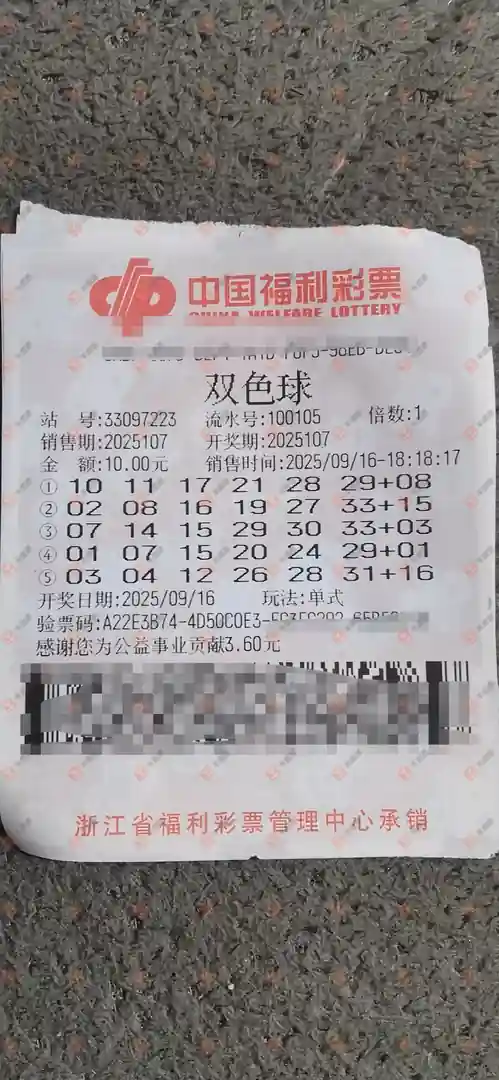 中国福利彩票
CHINA WELFARE LOTTERY
双色球
站 号:33097223 流水号:100105 倍数:1
销售期:2025107 开奖期:2025107
金 额:10.00元 销售时间:2025/09/16-18:18:17
① 10 11 17 21 28 29+08
② 02 08 16 19 27 33+15
③ 07 14 15 29 30 33+03
④ 01 07 15 20 24 29+01
⑤ 03 04 12 26 28 31+16
开奖日期:2025/09/16 玩法:单式
验票码:A22E3B74-4D50C0E3-
感谢您为公益事业贡献3.60元
浙江省福利彩票管理中心承销